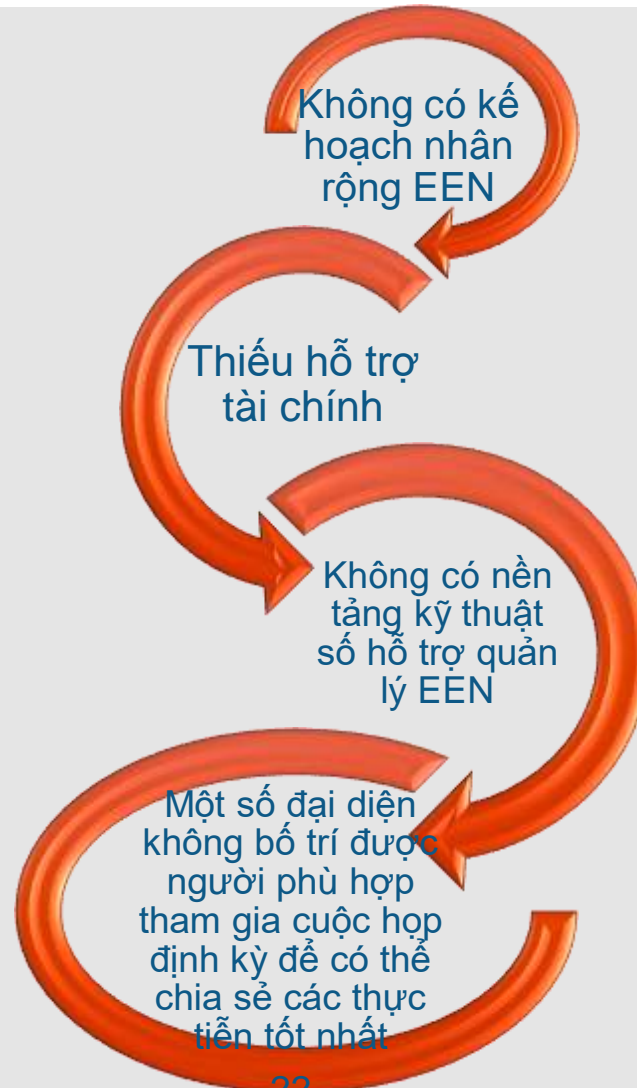 Không có kế
hoạch nhân
rộng EEN
Thiếu hỗ trợ
tài chính
Không có nền
tảng kỹ thuật
số hỗ trợ quản
lý EEN
Một số đại diện
không bố trí được
người phù hợp
tham gia cuộc họp
định kỳ để có thể
chia sẻ các thực
tiễn tốt nhất